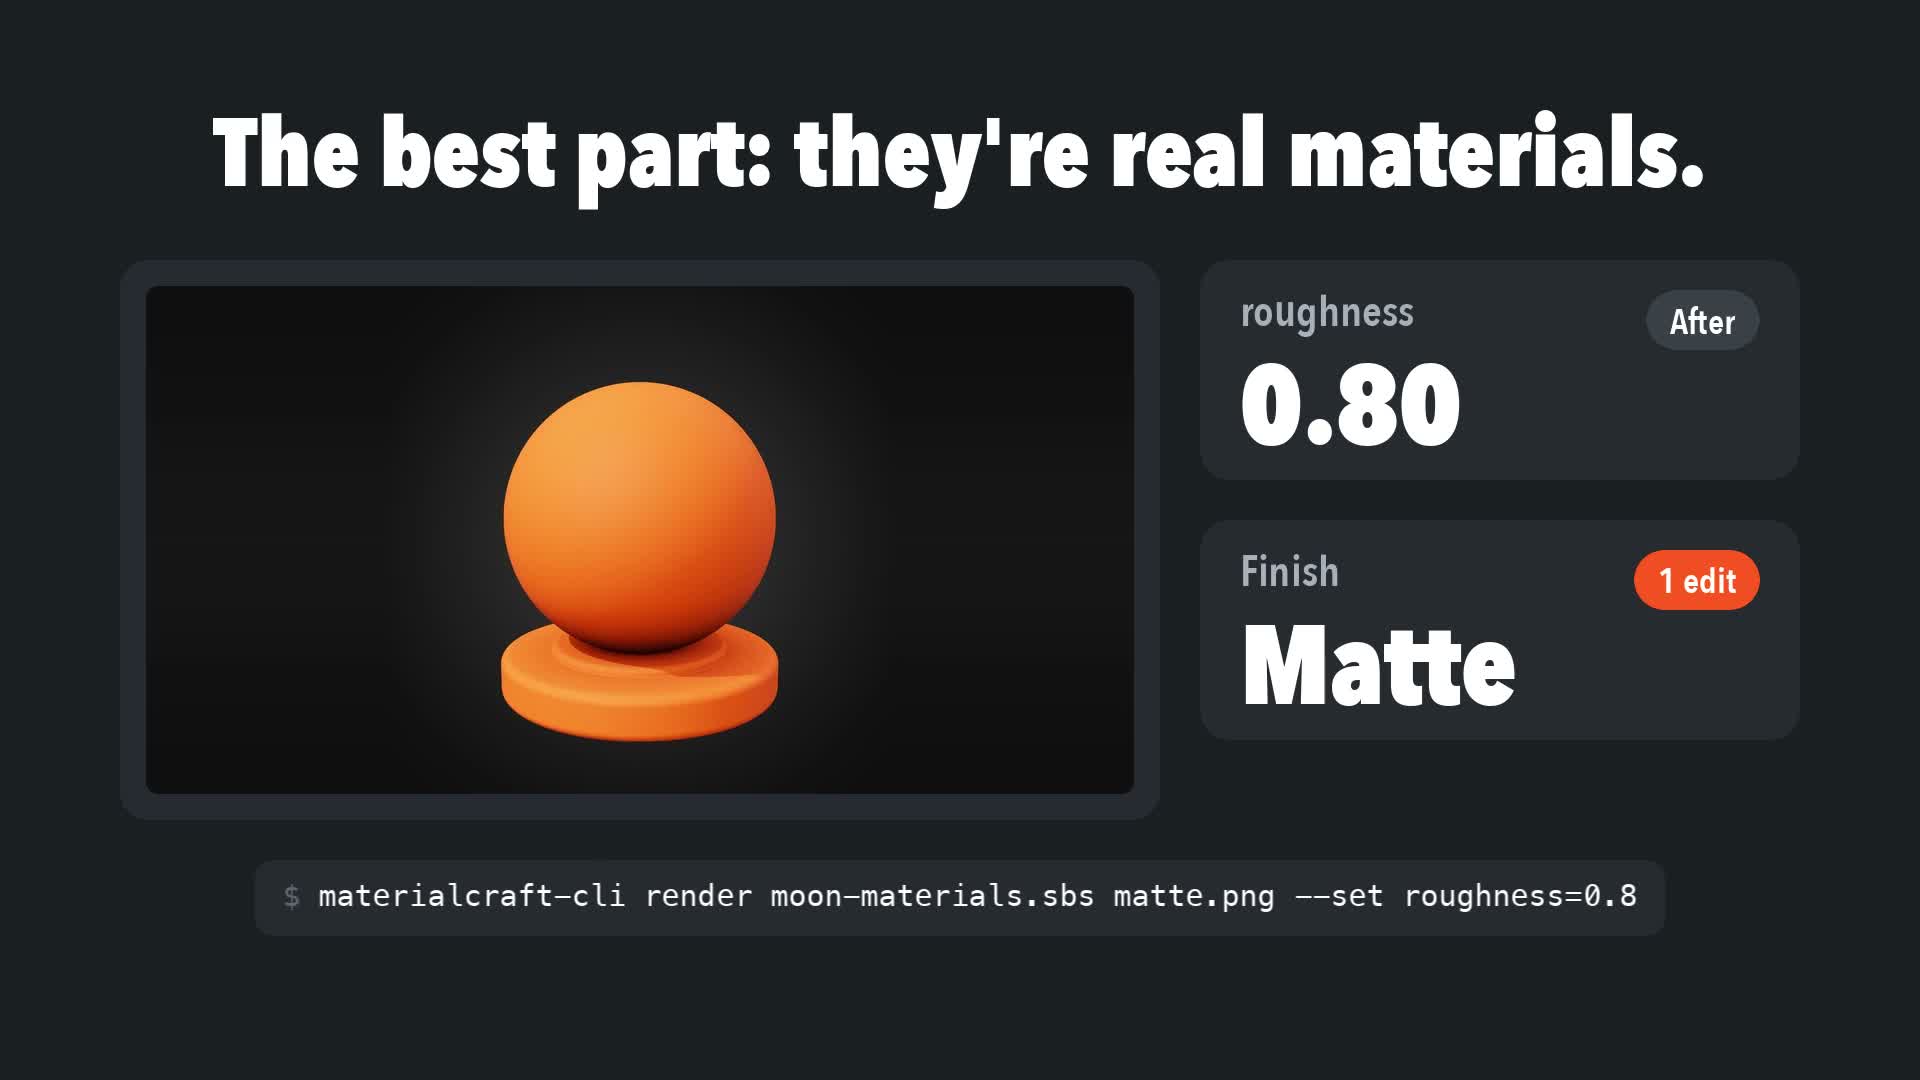 The best part: they're real materials.
roughness
After
0.80
Finish
1 edit
Matte
$ materialcraft-cli render moon-materials.sbs matte.png --set roughness=0.8